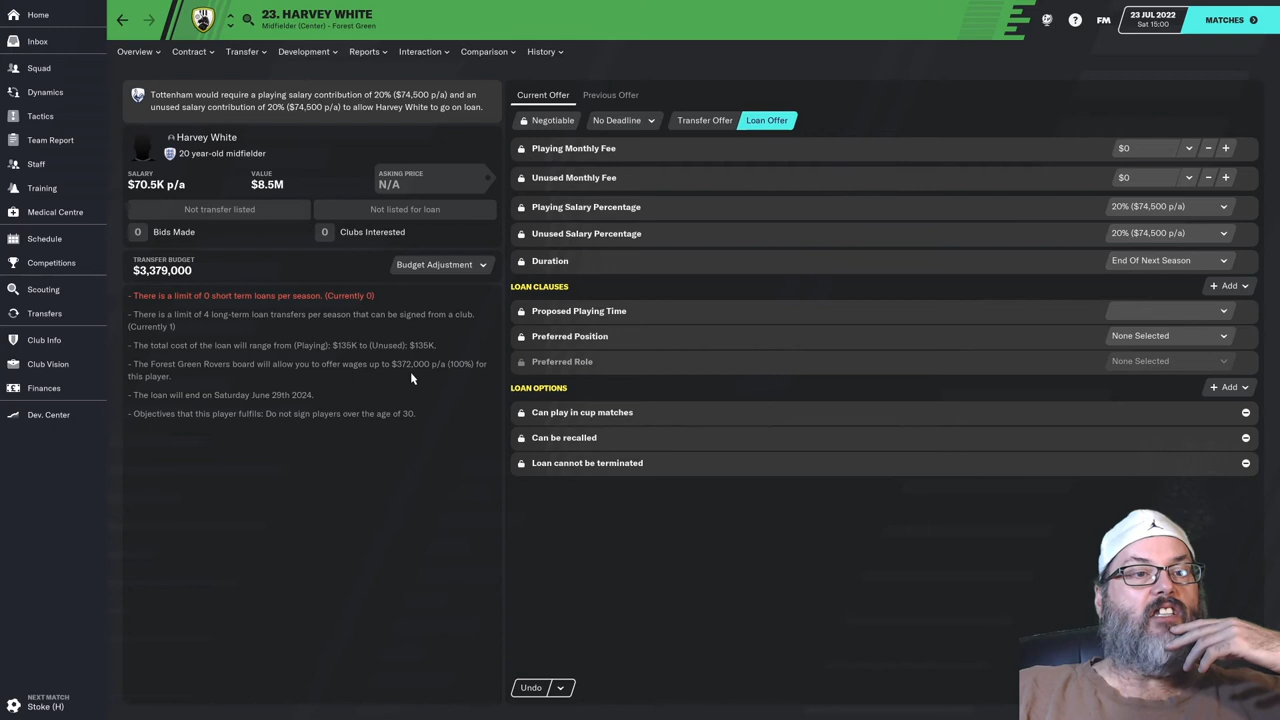 Home
Inbox
Squad
Dynamics
Tactics
Team Report
Staff
Training
Medical Centre
Schedule
Competitions
Scouting
Transfers
Club Info
Club Vision
Finances
Dev. Center
NEXT MATCH
Stoke (H)
23. HARVEY WHITE
Midfielder (Center) - Forest Green
FM
23 JUL 2022
Sat 15:00
MATCHES
Overview
Contract
Transfer
Development
Reports
Interaction
Comparison
History
Tottenham would require a playing salary contribution of 20% ($74,500 p/a) and an
unused salary contribution of 20% ($74,500 p/a) to allow Harvey White to go on loan.
Harvey White
20 year-old midfielder
SALARY
$70.5K p/a
VALUE
$8.5M
ASKING PRICE
N/A
Not transfer listed
Not listed for loan
0 Bids Made
0 Clubs Interested
TRANSFER BUDGET
$3,379,000
Budget Adjustment
- There is a limit of 0 short term loans per season. (Currently 0)
- There is a limit of 4 long-term loan transfers per season that can be signed from a club.
(Currently 1)
- The total cost of the loan will range from (Playing): $135K to (Unused): $135K.
- The Forest Green Rovers board will allow you to offer wages up to $372,000 p/a (100%) for
this player.
- The loan will end on Saturday June 29th 2024.
- Objectives that this player fulfils: Do not sign players over the age of 30.
Current Offer
Previous Offer
Negotiable
No Deadline
Transfer Offer
Loan Offer
Playing Monthly Fee
$0
Unused Monthly Fee
$0
Playing Salary Percentage
20% ($74,500 p/a)
Unused Salary Percentage
20% ($74,500 p/a)
Duration
End Of Next Season
LOAN CLAUSES
Add
Proposed Playing Time
Preferred Position
None Selected
Preferred Role
None Selected
LOAN OPTIONS
Add
Can play in cup matches
Can be recalled
Loan cannot be terminated
Undo